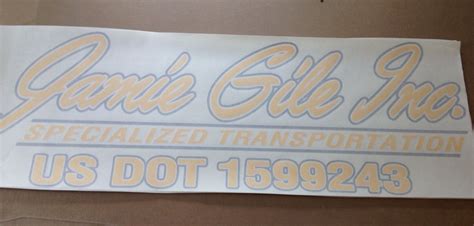 Jamie Gile Inc.
SPECIALIZED TRANSPORTATION
US DOT 1599243